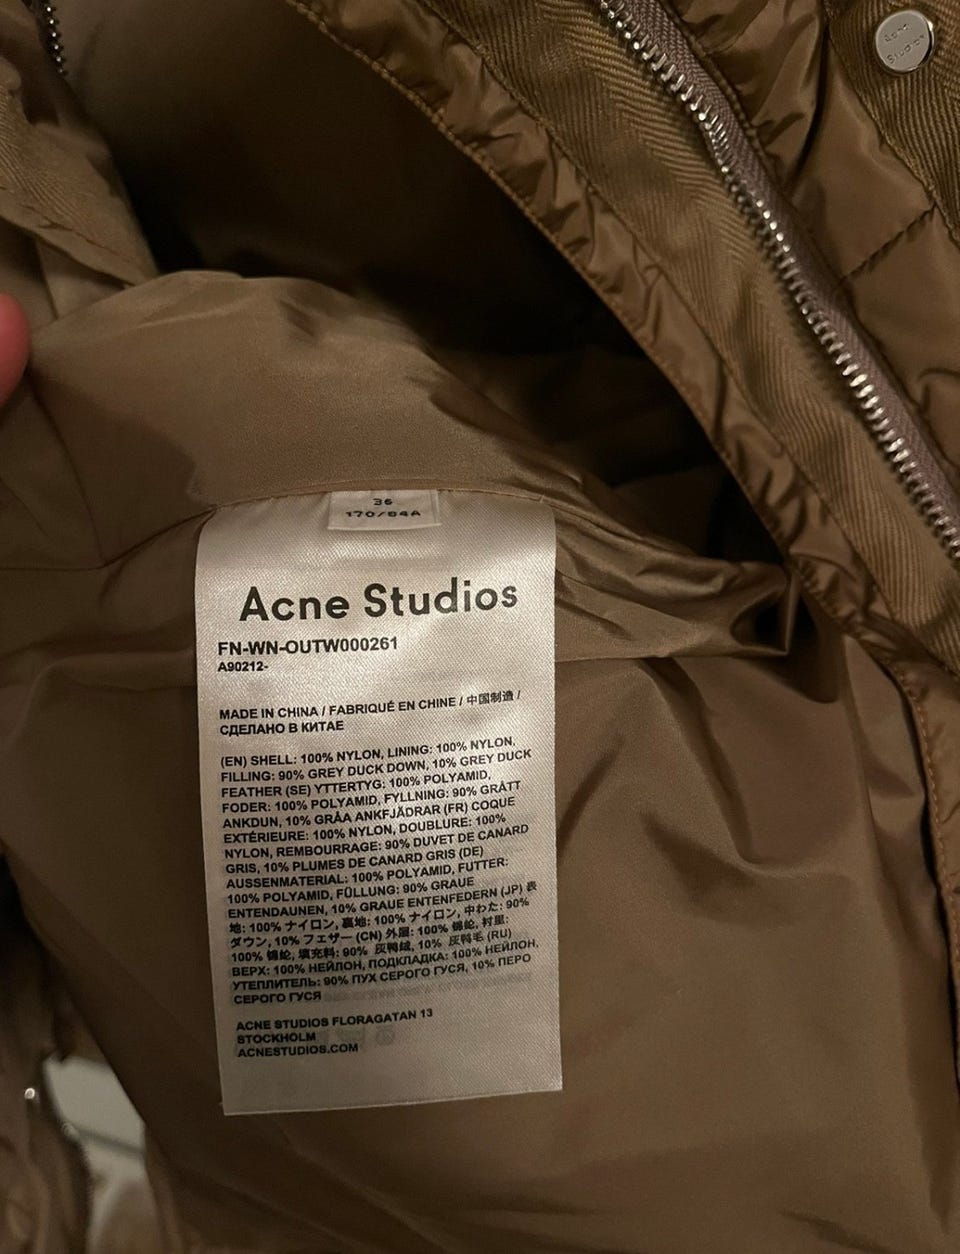 Acne
Studios
36
170/84A
Acne Studios
FN-WN-OUTW000261
A90212-
MADE IN CHINA / FABRIQUÉ EN CHINE / 中国制造 /
СДЕЛАНО В КИТАЕ
(EN) SHELL: 100% NYLON, LINING: 100% NYLON,
FILLING: 90% GREY DUCK DOWN, 10% GREY DUCK
FEATHER (SE) YTTERTYG: 100% POLYAMID,
FODER: 100% POLYAMID, FYLLNING: 90% GRÅTT
ANKDUN, 10% GRÅA ANKFJÄDRAR (FR) COQUE
EXTÉRIEURE: 100% NYLON, DOUBLURE: 100%
NYLON, REMBOURRAGE: 90% DUVET DE CANARD
GRIS, 10% PLUMES DE CANARD GRIS (DE)
AUSSENMATERIAL: 100% POLYAMID, FUTTER:
100% POLYAMID, FÜLLUNG: 90% GRAUE
ENTENDAUNEN, 10% GRAUE ENTENFEDERN (JP) 表
地: 100% ナイロン, 裏地: 100% ナイロン, 中わた: 90%
ダウン, 10% フェザー (CN) 外层: 100% 锦纶, 衬里:
100% 锦纶, 填充料: 90% 灰鸭绒, 10% 灰鸭毛 (RU)
ВЕРХ: 100% НЕЙЛОН, ПОДКЛАДКА: 100% НЕЙЛОН,
УТЕПЛИТЕЛЬ: 90% ПУХ СЕРОГО ГУСЯ, 10% ПЕРО
СЕРОГО ГУСЯ
ACNE STUDIOS FLORAGATAN 13
STOCKHOLM
ACNESTUDIOS.COM